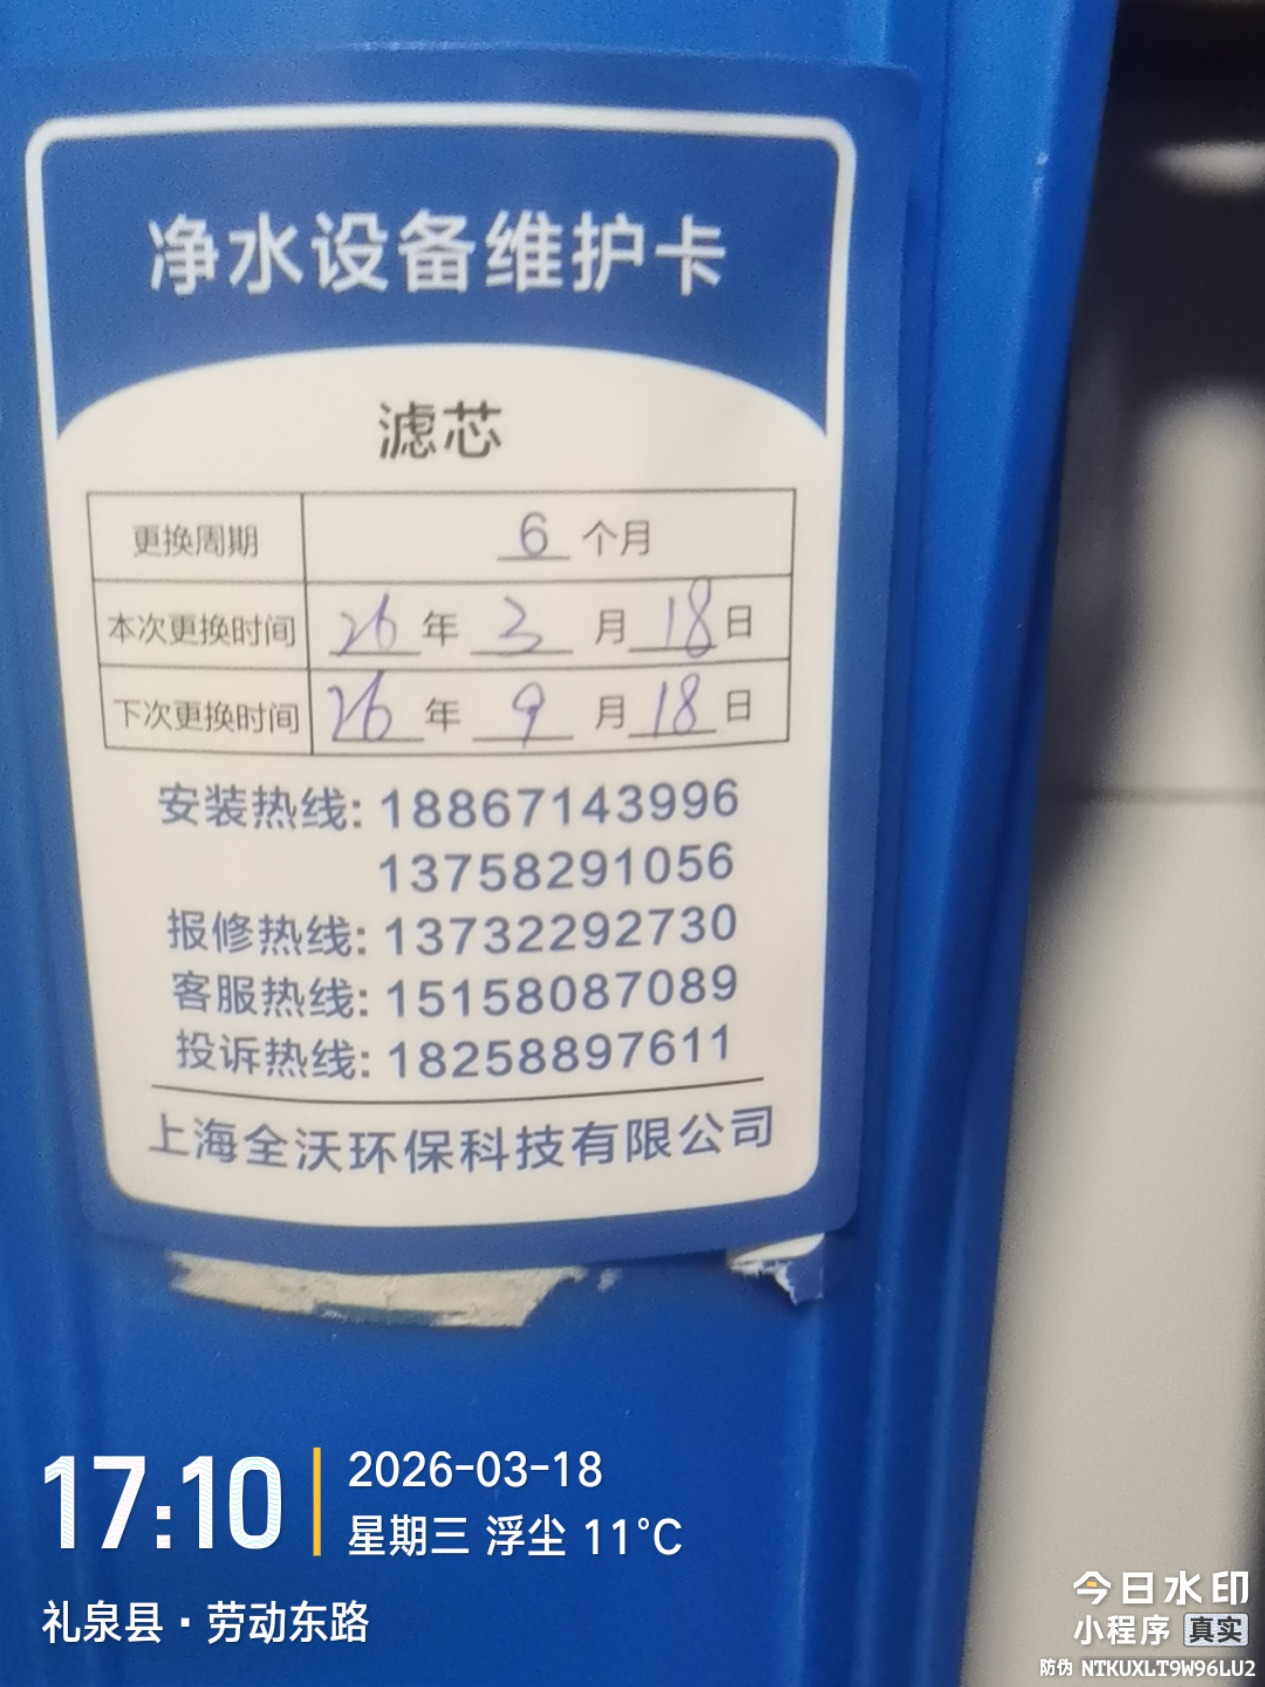 净水设备维护卡
滤芯
更换周期 6 个月
本次更换时间 26 年 3 月 18 日
下次更换时间 26 年 9 月 18 日
安装热线: 18867143996
13758291056
报修热线: 13732292730
客服热线: 15158087089
投诉热线: 18258897611
上海全沃环保科技有限公司
17:10
2026-03-18
星期三 浮尘 11°C
礼泉县·劳动东路
今日水印
小程序 真实
防伪 NTKUXLT9W96LU2